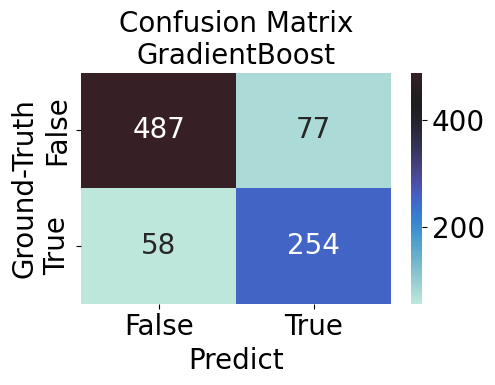 Confusion Matrix
GradientBoost
Ground-Truth
False
True
487
77
58
254
False
True
Predict
400
200